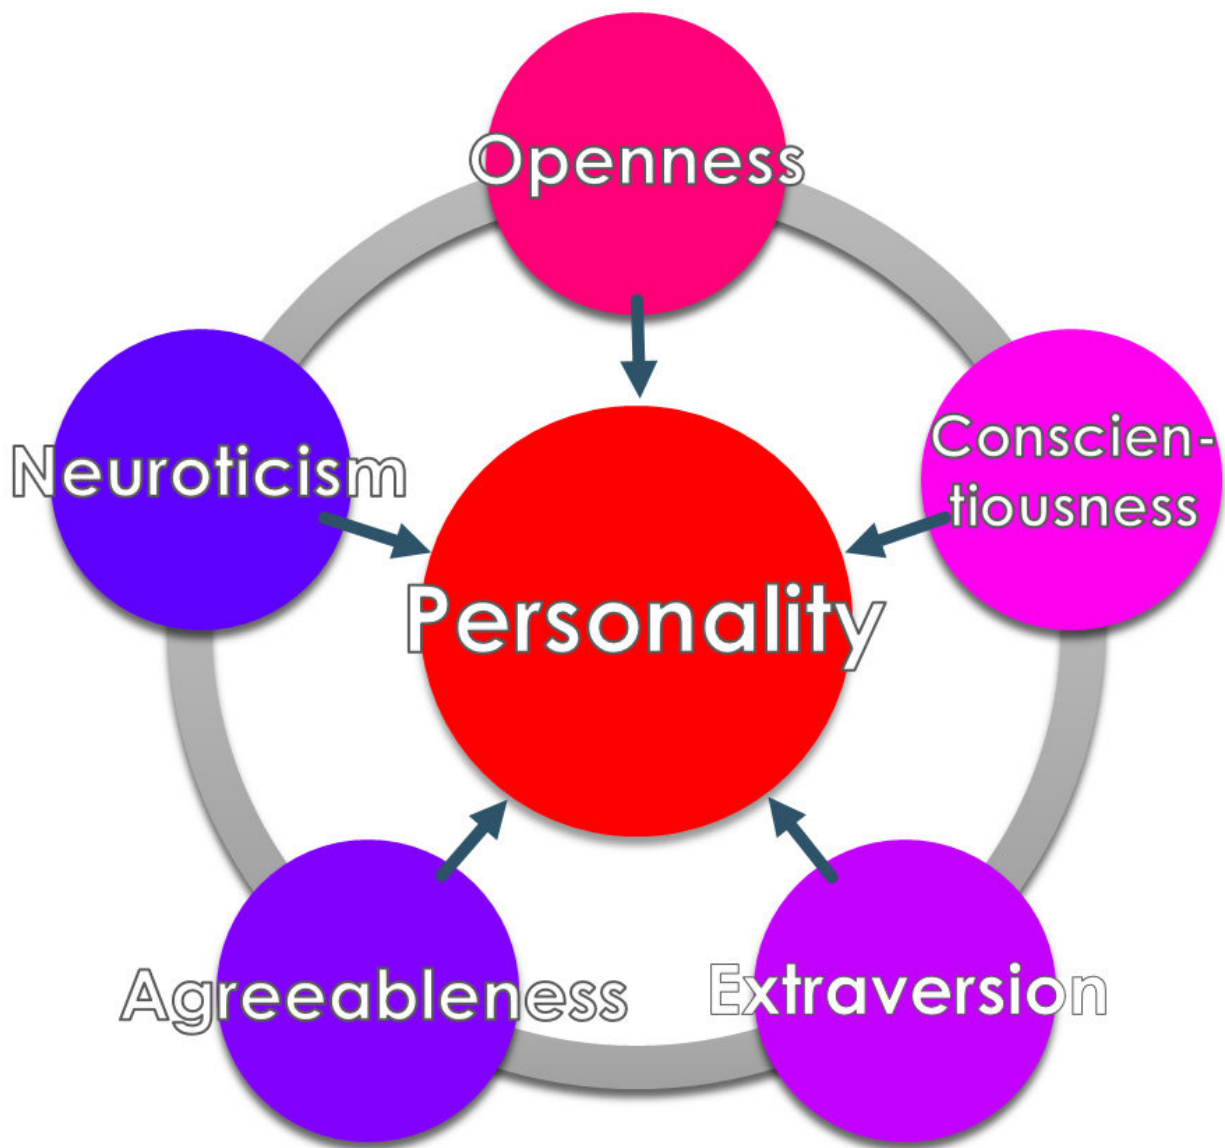 Openness
Neuroticism
Conscien-
tiousness
Personality
Agreeableness
Extraversion